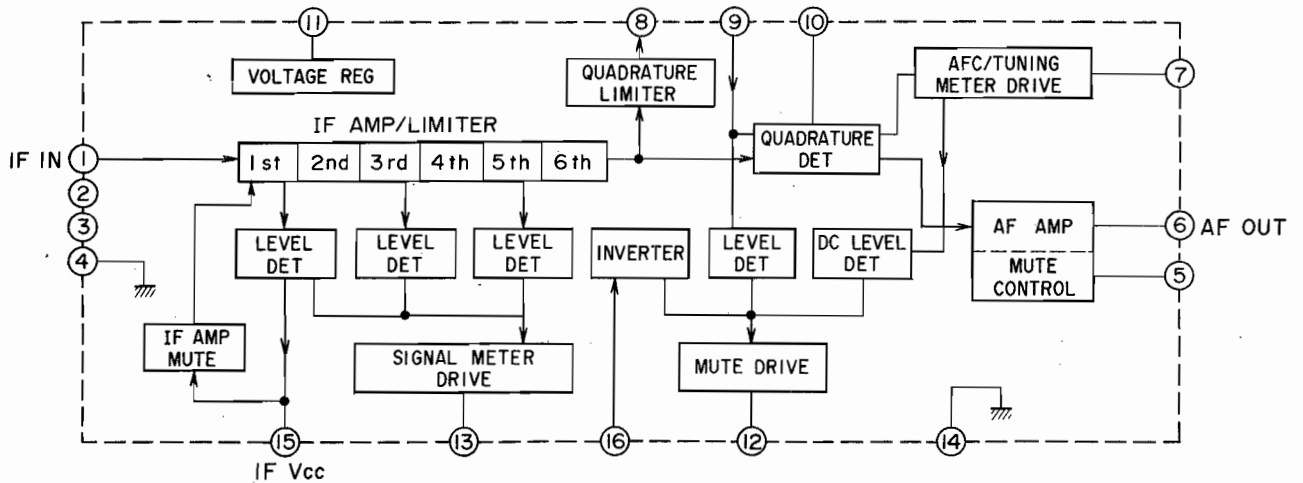 11
8
9
10
VOLTAGE REG
QUADRATURE
LIMITER
AFC/TUNING
METER DRIVE
7
IF AMP/LIMITER
IF IN
1
1st
2nd
3rd
4th
5th
6th
QUADRATURE
DET
2
3
4
LEVEL
DET
LEVEL
DET
LEVEL
DET
INVERTER
LEVEL
DET
DC LEVEL
DET
AF AMP
MUTE
CONTROL
6
AF OUT
5
IF AMP
MUTE
SIGNAL METER
DRIVE
MUTE DRIVE
15
13
16
12
14
IF Vcc